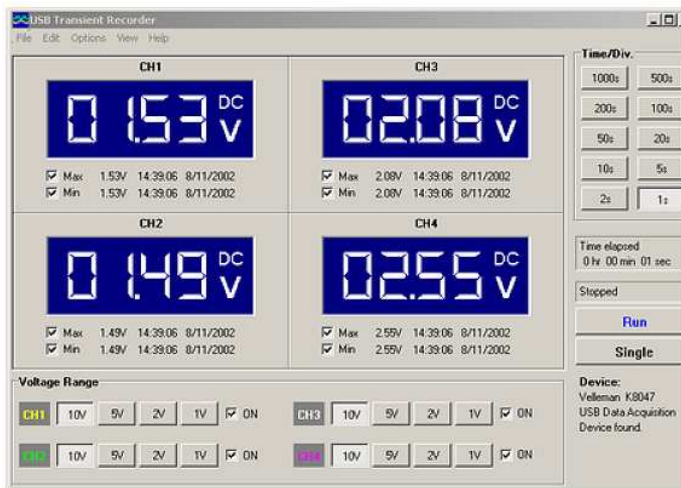 USB Transient Recorder
File Edit Options View Help
CH1
01.53 DC V
Max 1.53V 14:39:06 8/11/2002
Min 1.53V 14:39:06 8/11/2002
CH3
02.08 DC V
Max 2.08V 14:39:06 8/11/2002
Min 2.08V 14:39:06 8/11/2002
CH2
01.49 DC V
Max 1.49V 14:39:06 8/11/2002
Min 1.49V 14:39:06 8/11/2002
CH4
02.55 DC V
Max 2.55V 14:39:06 8/11/2002
Min 2.55V 14:39:06 8/11/2002
Voltage Range
CH1 10V 5V 2V 1V ON
CH3 10V 5V 2V 1V ON
CH2 10V 5V 2V 1V ON
CH4 10V 5V 2V 1V ON
Time/Div.
1000s 500s
200s 100s
50s 20s
10s 5s
2s 1s
Time elapsed
0 hr 00 min 01 sec
Stopped
Run
Single
Device:
Velleman K8047
USB Data Acquisition
Device found.